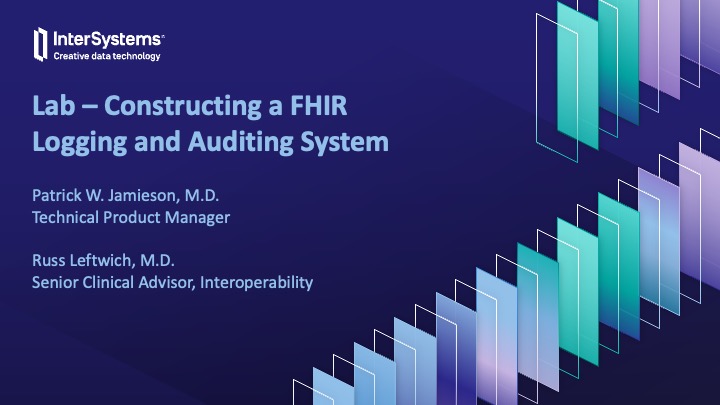 InterSystems®
Creative data technology
Lab – Constructing a FHIR
Logging and Auditing System
Patrick W. Jamieson, M.D.
Technical Product Manager
Russ Leftwich, M.D.
Senior Clinical Advisor, Interoperability